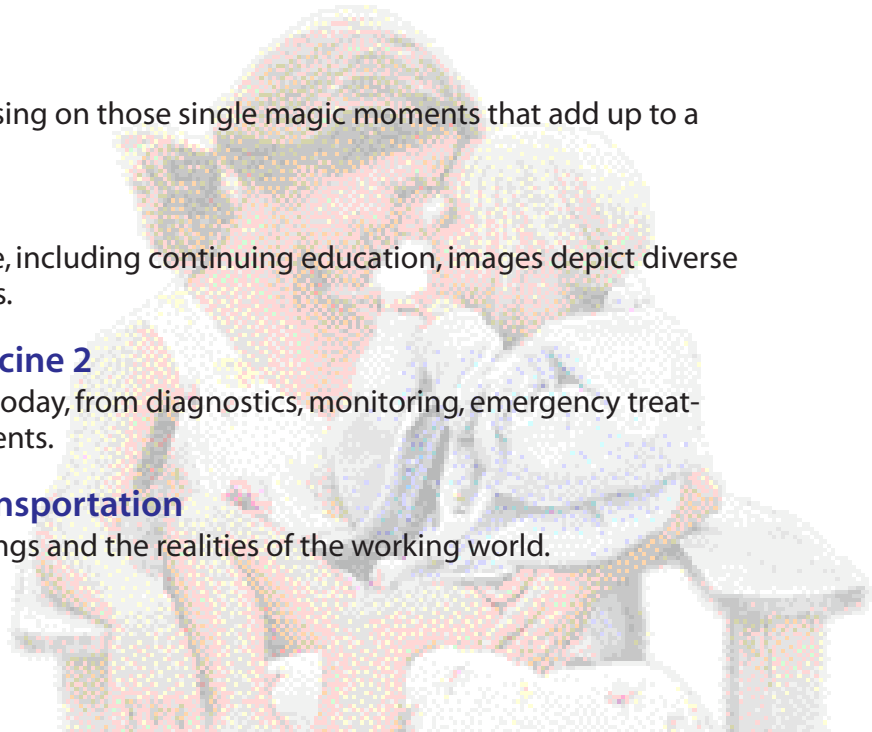 sing on those single magic moments that add up to a
e, including continuing education, images depict diverse
s.
cine 2
oday, from diagnostics, monitoring, emergency treat-
ents.
nsportation
ngs and the realities of the working world.